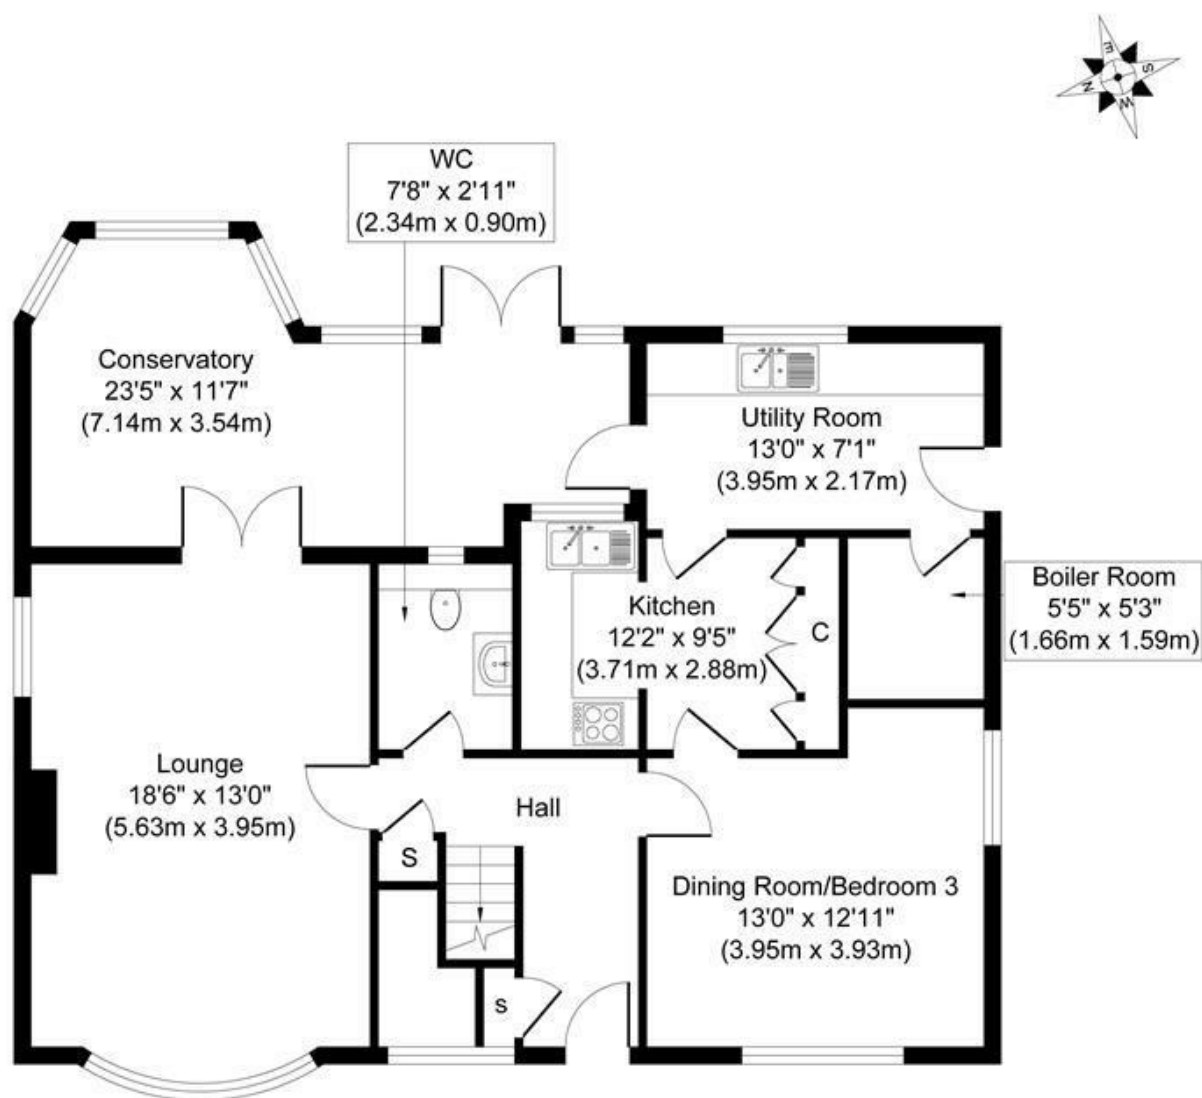 E
S
N
W
WC
7'8" x 2'11"
(2.34m x 0.90m)
Conservatory
23'5" x 11'7"
(7.14m x 3.54m)
Utility Room
13'0" x 7'1"
(3.95m x 2.17m)
Boiler Room
5'5" x 5'3"
(1.66m x 1.59m)
Kitchen
12'2" x 9'5"
(3.71m x 2.88m)
C
Lounge
18'6" x 13'0"
(5.63m x 3.95m)
Hall
S
Dining Room/Bedroom 3
13'0" x 12'11"
(3.95m x 3.93m)
s